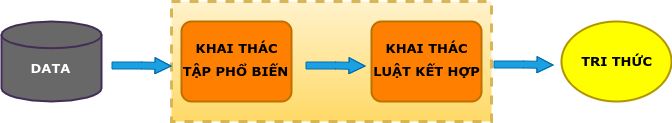 DATA
KHAI THÁC
TẬP PHỔ BIẾN
KHAI THÁC
LUẬT KẾT HỢP
TRI THỨC